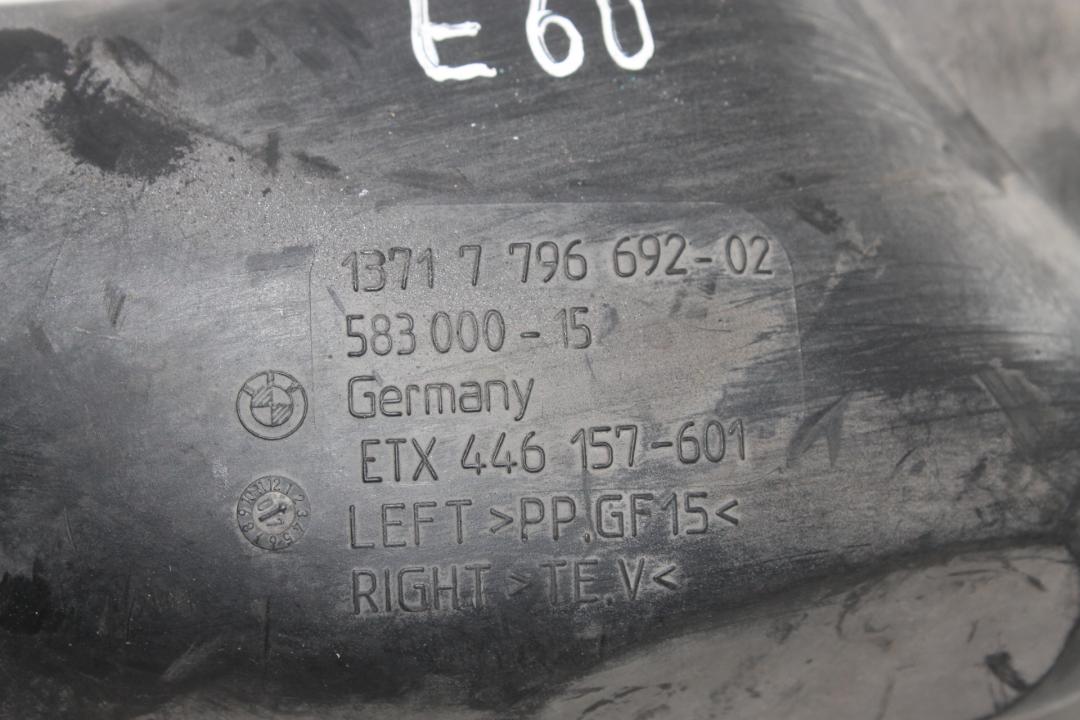 E60
1371 7 796 692-02
583 000 - 15
Germany
ETX 446 157-601
LEFT >PP.GF15<
RIGHT >TE.V<